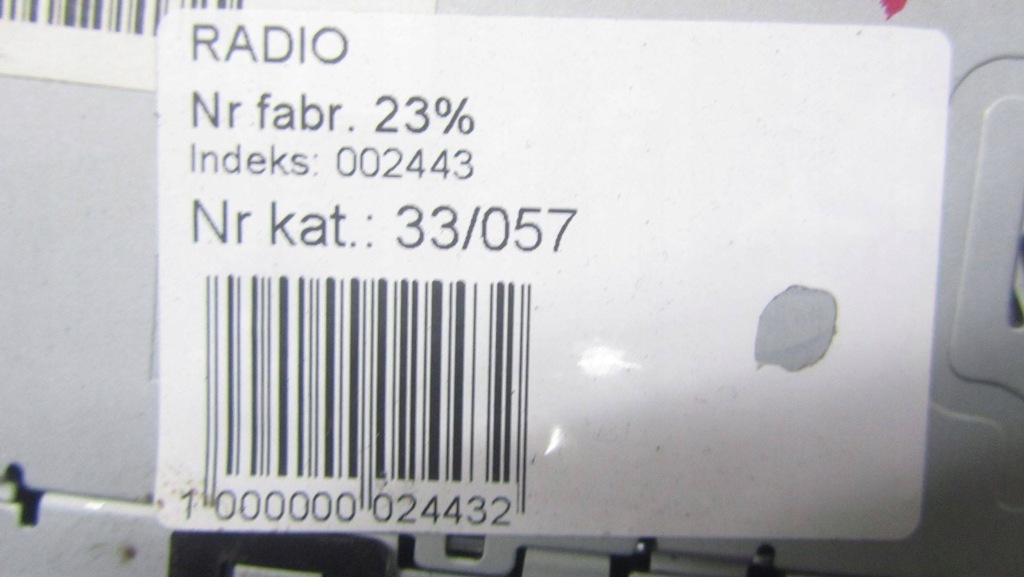 RADIO
Nr fabr. 23%
Indeks: 002443
Nr kat.: 33/057
1 000000 024432